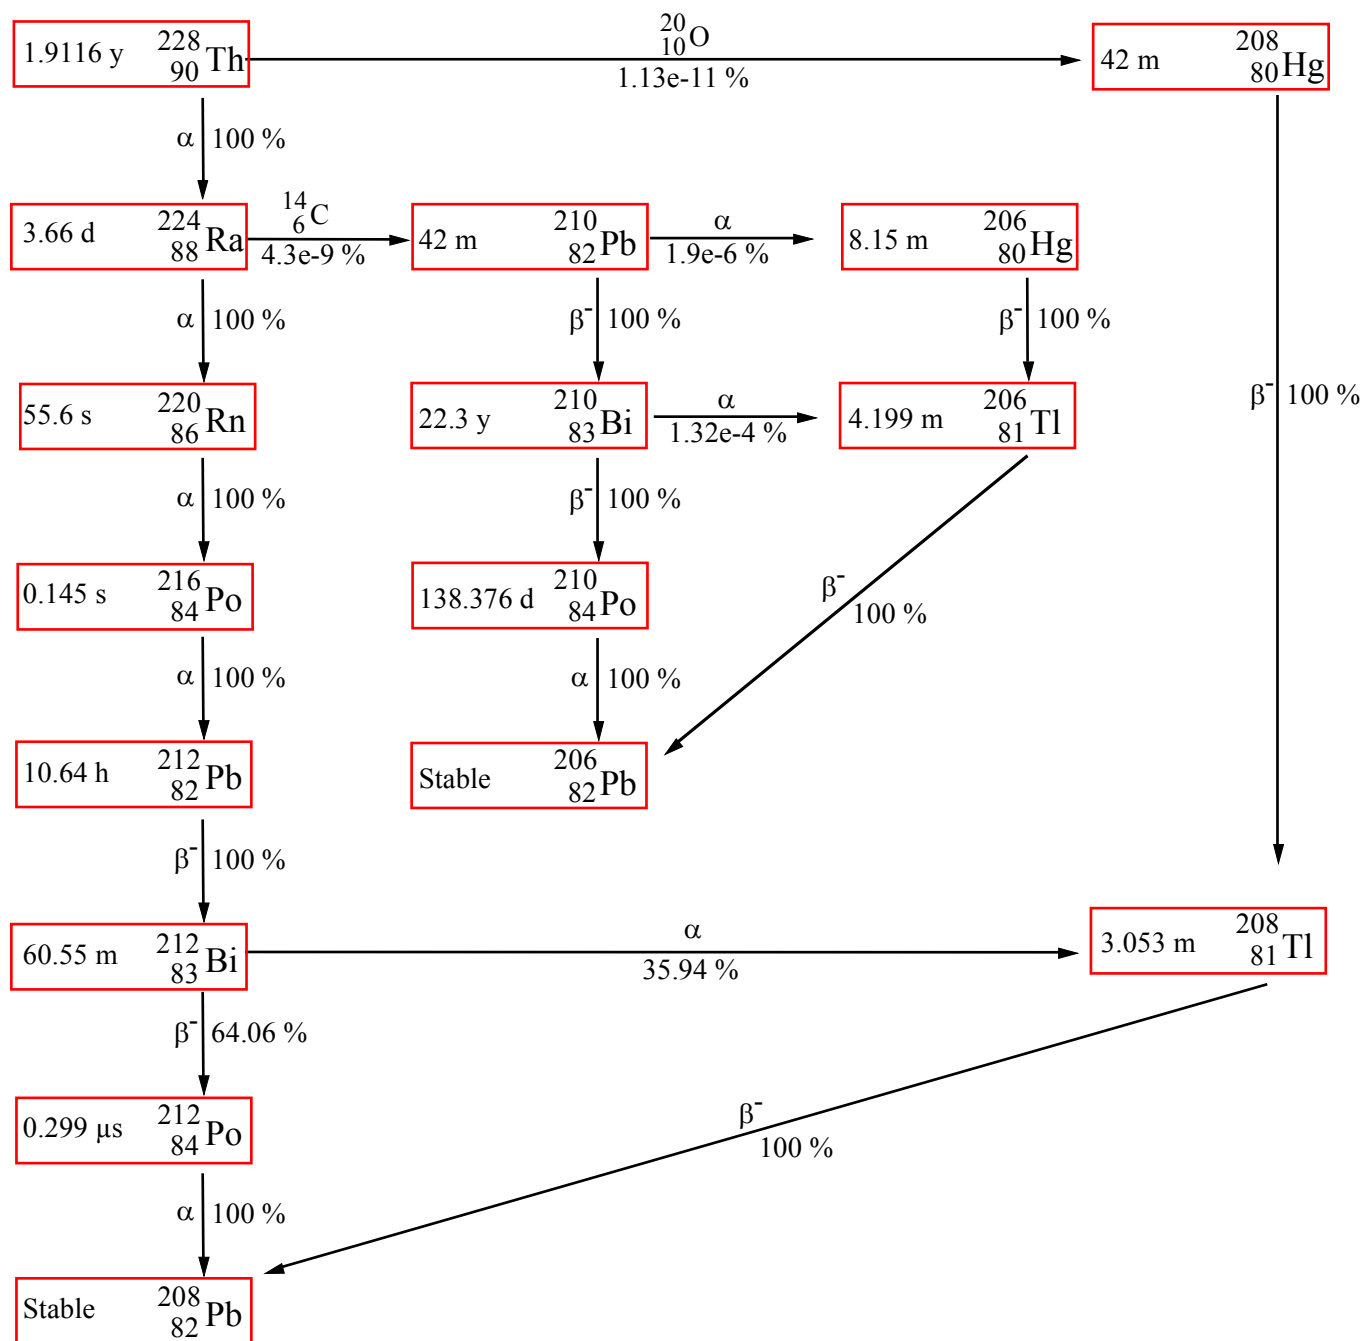 1.9116 y 228 90 Th
20 10 O
1.13e-11 %
42 m 208 80 Hg
α 100 %
β- 100 %
3.66 d 224 88 Ra
14 6 C
4.3e-9 %
42 m 210 82 Pb
α
1.9e-6 %
8.15 m 206 80 Hg
α 100 %
β- 100 %
β- 100 %
55.6 s 220 86 Rn
22.3 y 210 83 Bi
α
1.32e-4 %
4.199 m 206 81 Tl
α 100 %
β- 100 %
β-
100 %
0.145 s 216 84 Po
138.376 d 210 84 Po
α 100 %
α 100 %
10.64 h 212 82 Pb
Stable 206 82 Pb
β- 100 %
60.55 m 212 83 Bi
α
35.94 %
3.053 m 208 81 Tl
β- 64.06 %
β-
100 %
0.299 µs 212 84 Po
α 100 %
Stable 208 82 Pb